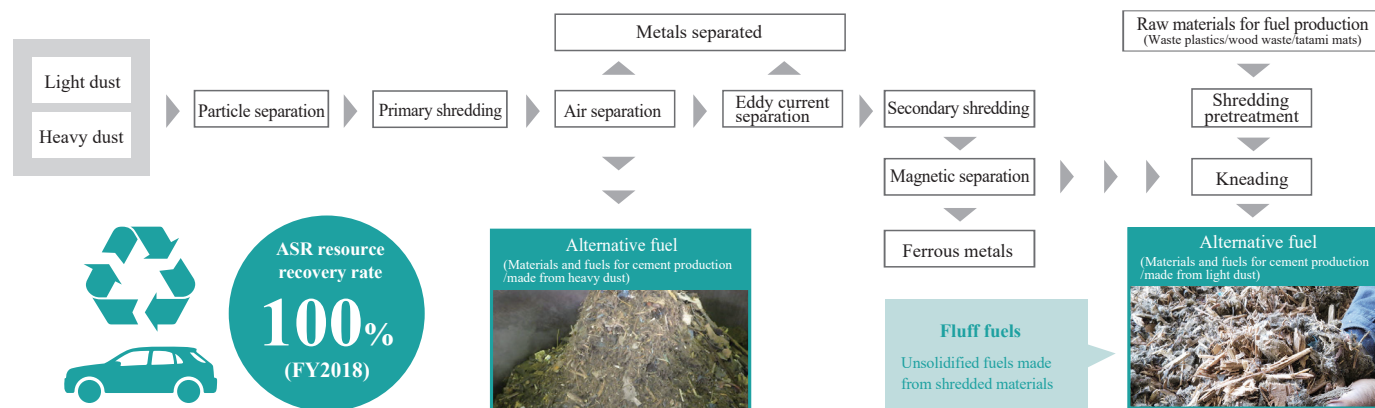 Light dust
Heavy dust
Particle separation
Primary shredding
Metals separated
Air separation
Eddy current
separation
Secondary shredding
Magnetic separation
Ferrous metals
Raw materials for fuel production
(Waste plastics/wood waste/tatami mats)
Shredding
pretreatment
Kneading
ASR resource
recovery rate
100%
(FY2018)
Alternative fuel
(Materials and fuels for cement production
/made from heavy dust)
Fluff fuels
Unsolidified fuels made
from shredded materials
Alternative fuel
(Materials and fuels for cement production
/made from light dust)